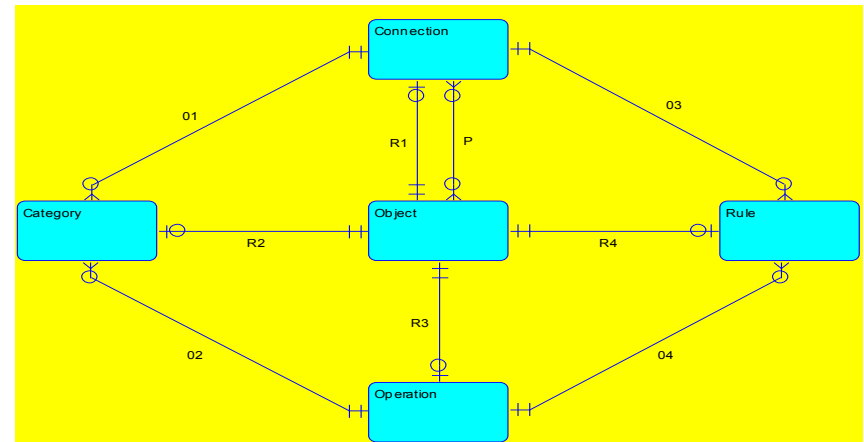 Connection
01
03
R1
P
Category
Object
Rule
R2
R4
R3
02
04
Operation